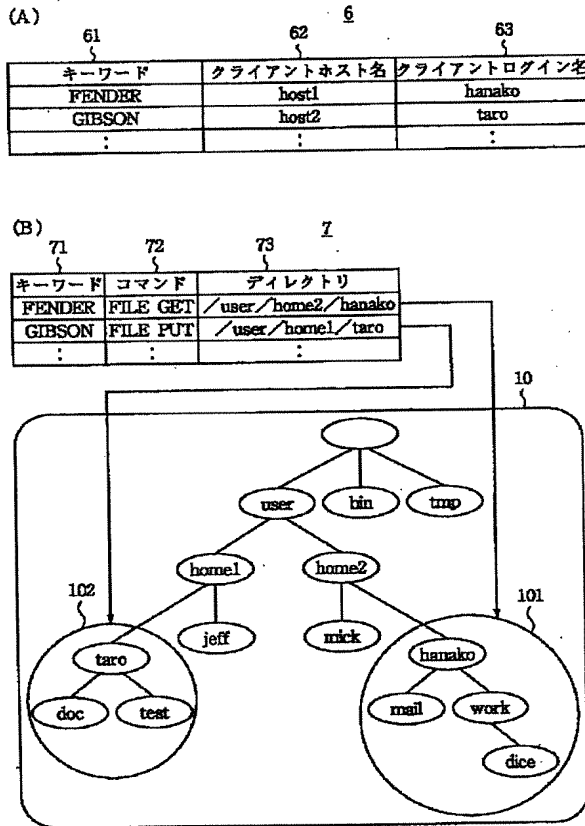 (A)
6
61
62
63
キーワード クライアントホスト名 クライアントログイン名
FENDER host1 hanako
GIBSON host2 taro
: : :
(B)
7
71
72
73
キーワード コマンド ディレクトリ
FENDER FILE GET /user/home2/hanako
GIBSON FILE PUT /user/home1/taro
: : :
10
user bin tmp
home1 home2
102
101
jeff mick
taro hanako
doc test mail work
dice